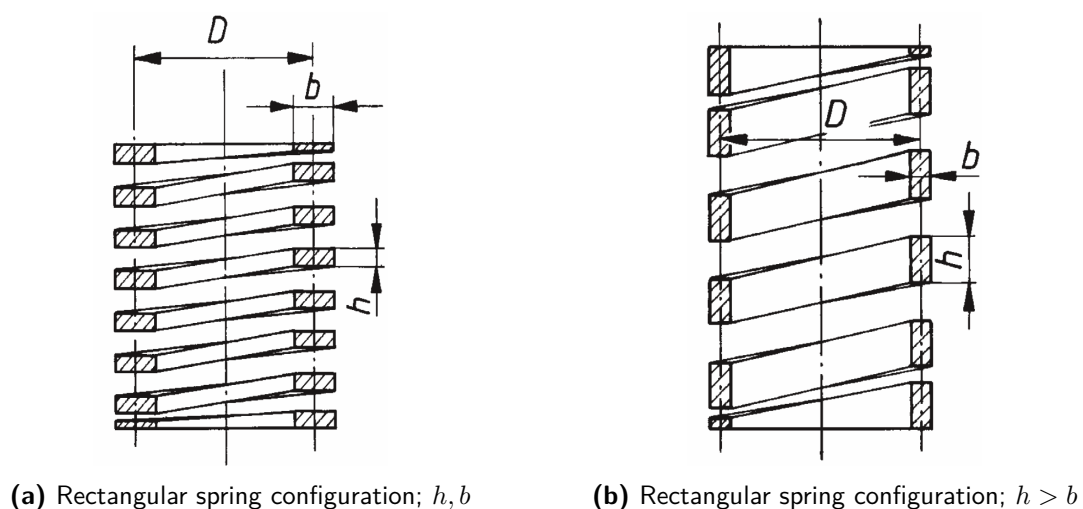 D
b
h
D
b
h
(a) Rectangular spring configuration; h, b
(b) Rectangular spring configuration; h > b